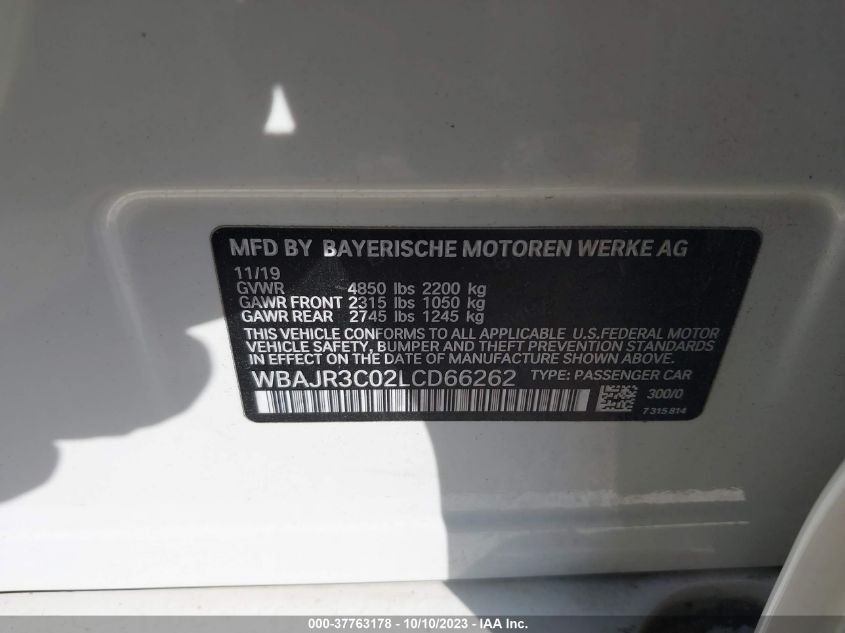 MFD BY BAYERISCHE MOTOREN WERKE AG
11/19
GVWR 4850 lbs 2200 kg
GAWR FRONT 2315 lbs 1050 kg
GAWR REAR 2745 lbs 1245 kg
THIS VEHICLE CONFORMS TO ALL APPLICABLE U.S.FEDERAL MOTOR
VEHICLE SAFETY, BUMPER AND THEFT PREVENTION STANDARDS
IN EFFECT ON THE DATE OF MANUFACTURE SHOWN ABOVE.
WBAJR3C02LCD66262 TYPE: PASSENGER CAR
300/0
7315814
000-37763178 - 10/10/2023 - IAA Inc.